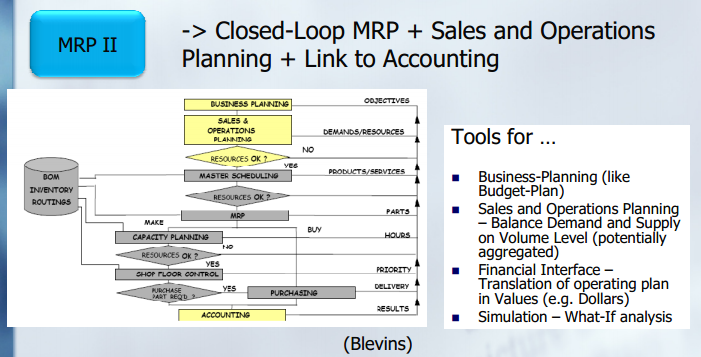 MRP II
-> Closed-Loop MRP + Sales and Operations
Planning + Link to Accounting
BUSINESS PLANNING
OBJECTIVES
SALES &
OPERATIONS
PLANNING
DEMANDS/RESOURCES
NO
RESOURCES OK ?
YES
MASTER SCHEDULING
PRODUCTS/SERVICES
BOM
INVENTORY
ROUTINGS
RESOURCES OK ?
MRP
PARTS
MAKE
BUY
CAPACITY PLANNING
HOURS
NO
RESOURCES OK ?
YES
SHOP FLOOR CONTROL
PRIORITY
PURCHASE
PART REQ'D ?
YES
PURCHASING
DELIVERY
ACCOUNTING
RESULTS
(Blevins)
Tools for ...
Business-Planning (like
Budget-Plan)
Sales and Operations Planning
– Balance Demand and Supply
on Volume Level (potentially
aggregated)
Financial Interface –
Translation of operating plan
in Values (e.g. Dollars)
Simulation – What-If analysis